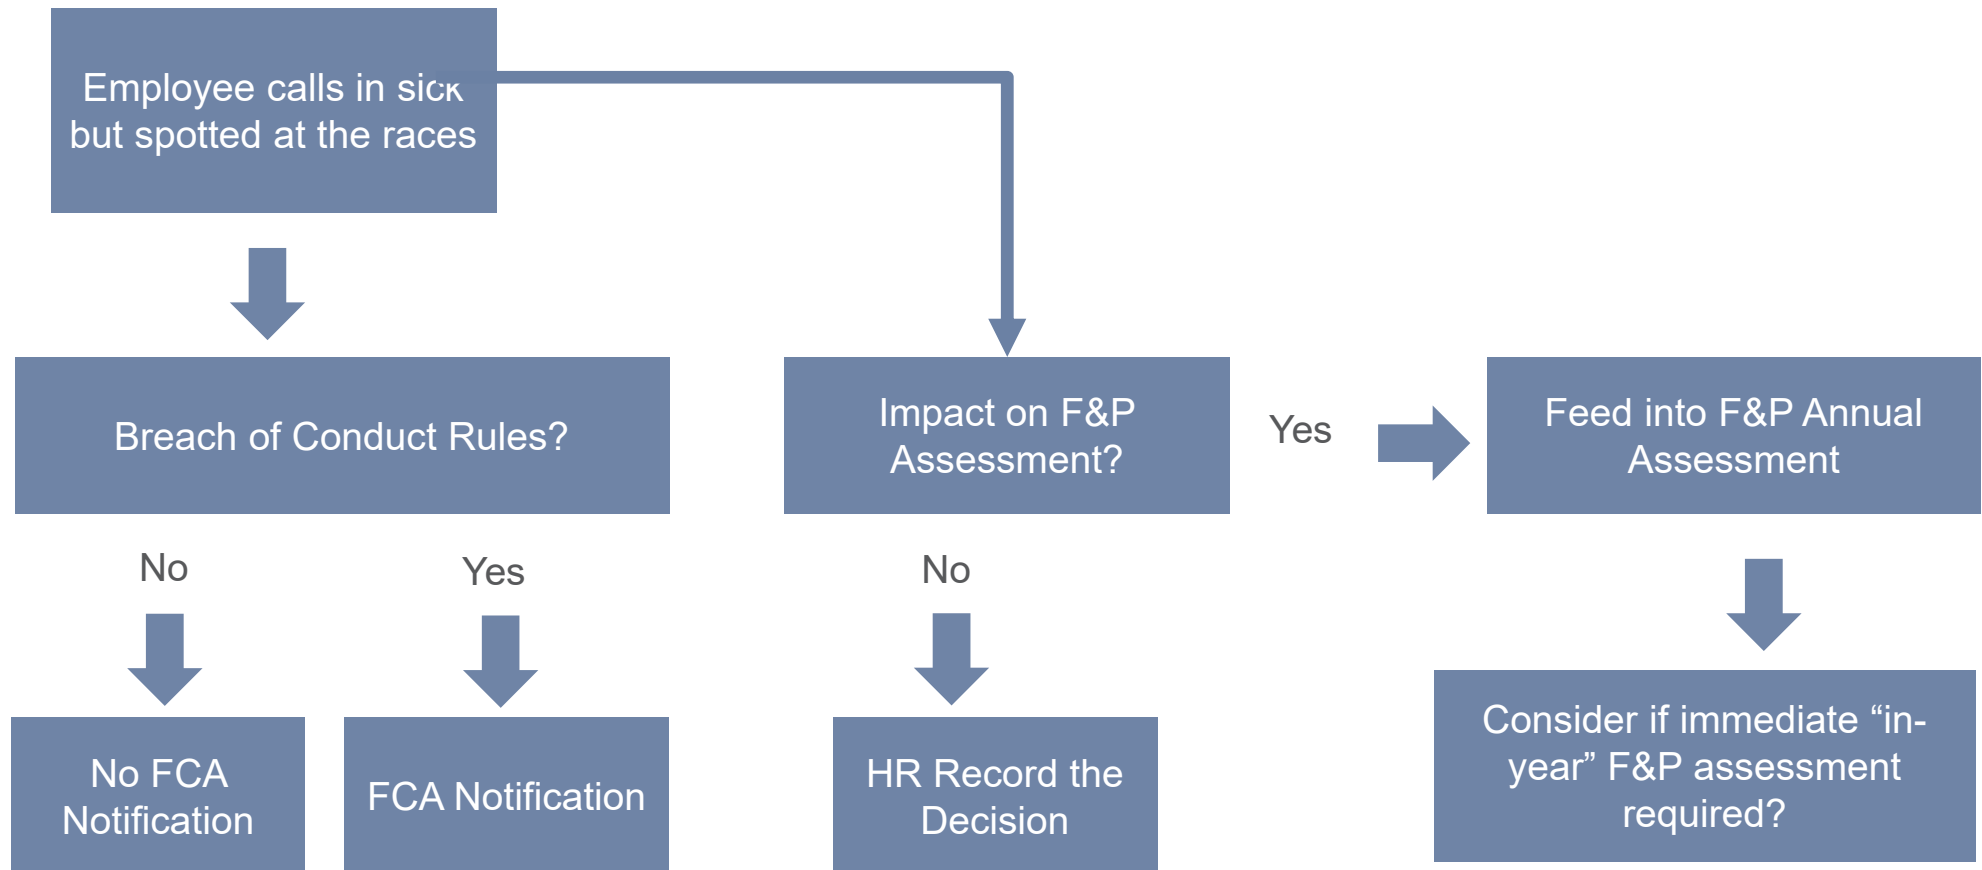 Employee calls in sick
but spotted at the races
Breach of Conduct Rules?
Impact on F&P
Assessment?
Yes
Feed into F&P Annual
Assessment
No
Yes
No
No FCA
Notification
FCA Notification
HR Record the
Decision
Consider if immediate “in-
year” F&P assessment
required?